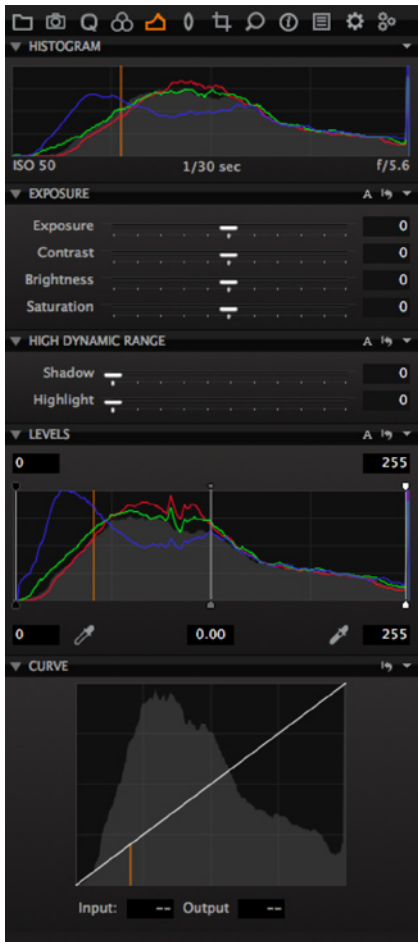 HISTOGRAM
ISO 50 1/30 sec f/5.6
EXPOSURE A
Exposure 0
Contrast 0
Brightness 0
Saturation 0
HIGH DYNAMIC RANGE A
Shadow 0
Highlight 0
LEVELS A
0 255
0 0.00 255
CURVE
Input: -- Output --